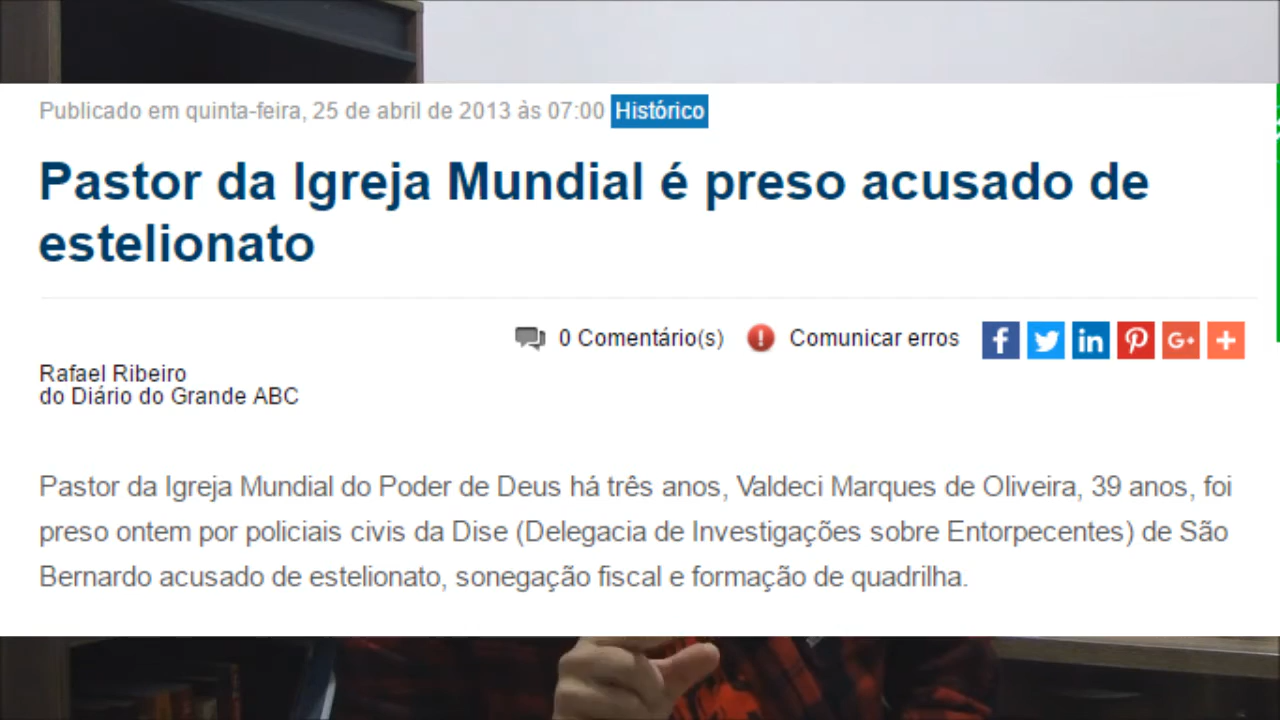 Publicado em quinta-feira, 25 de abril de 2013 às 07:00 Histórico
Pastor da Igreja Mundial é preso acusado de
estelionato
0 Comentário(s) Comunicar erros
Rafael Ribeiro
do Diário do Grande ABC
Pastor da Igreja Mundial do Poder de Deus há três anos, Valdeci Marques de Oliveira, 39 anos, foi
preso ontem por policiais civis da Dise (Delegacia de Investigações sobre Entorpecentes) de São
Bernardo acusado de estelionato, sonegação fiscal e formação de quadrilha.